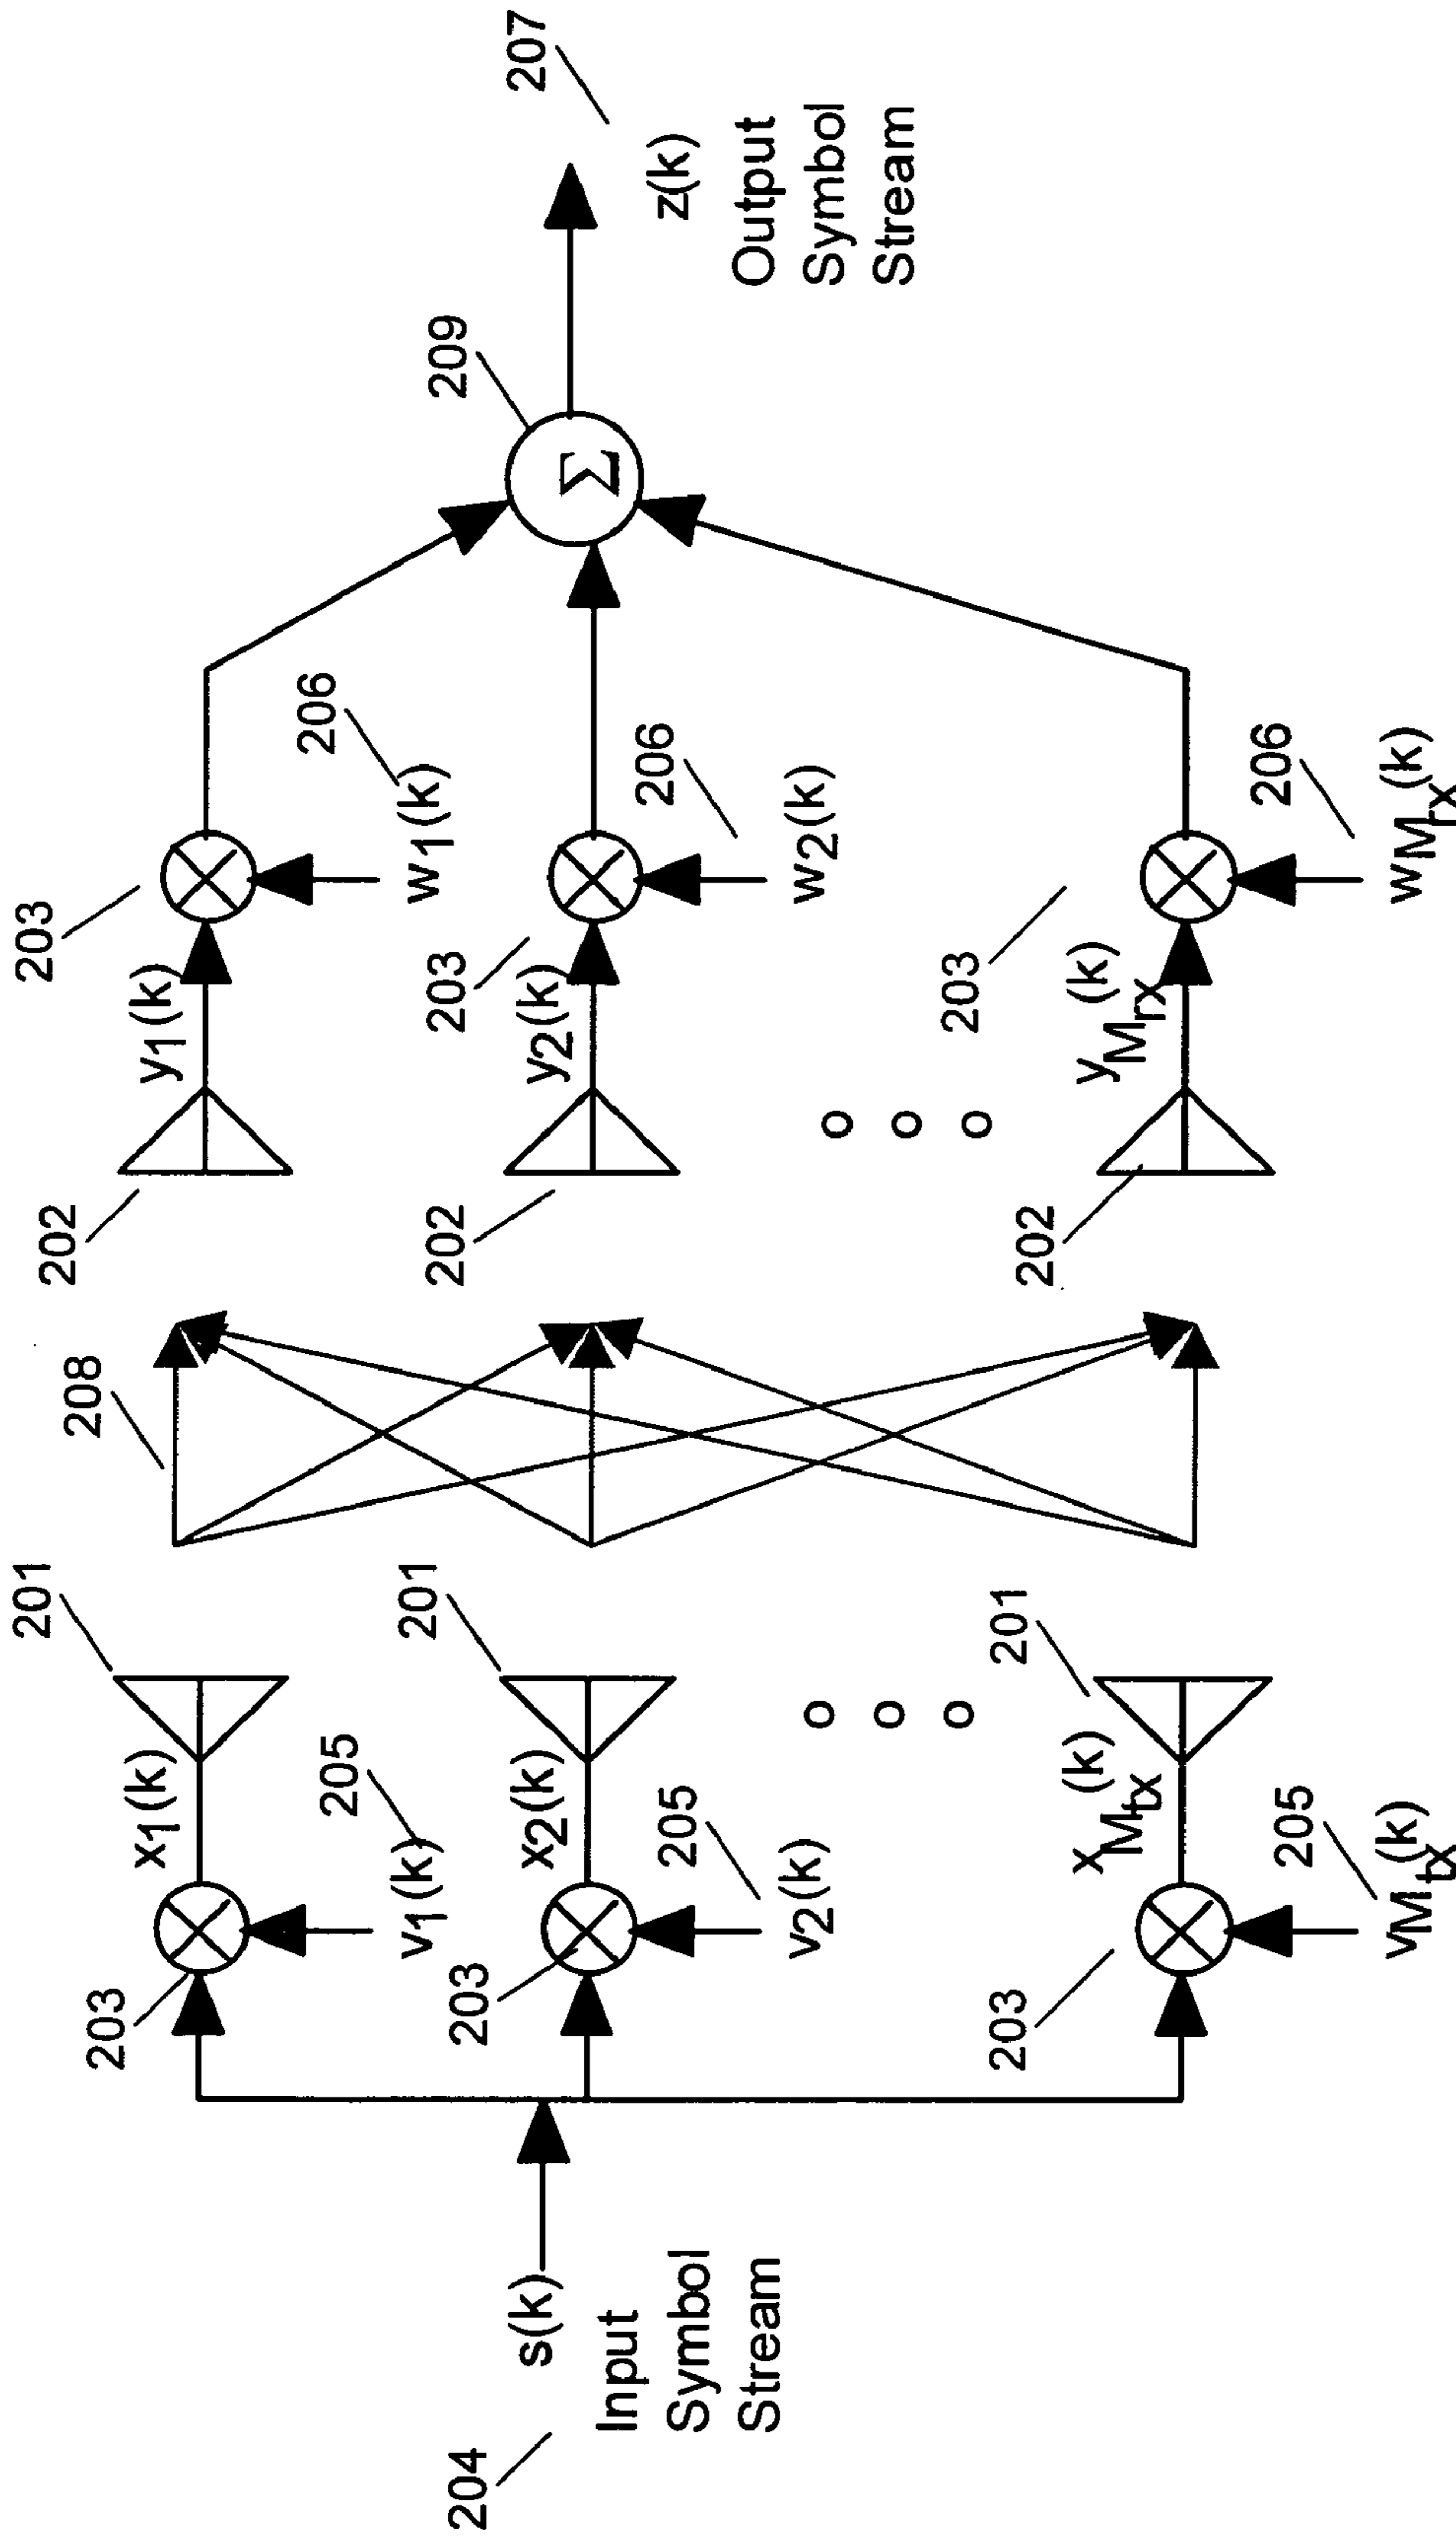 201
201
201
202
202
202
203
203
203
203
203
203
204
s(k)
Input
Symbol
Stream
205
205
205
v1(k)
v2(k)
vMtx(k)
x1(k)
x2(k)
xMtx(k)
208
y1(k)
y2(k)
yMrx(k)
206
206
206
w1(k)
w2(k)
wMrx(k)
209
Σ
207
z(k)
Output
Symbol
Stream